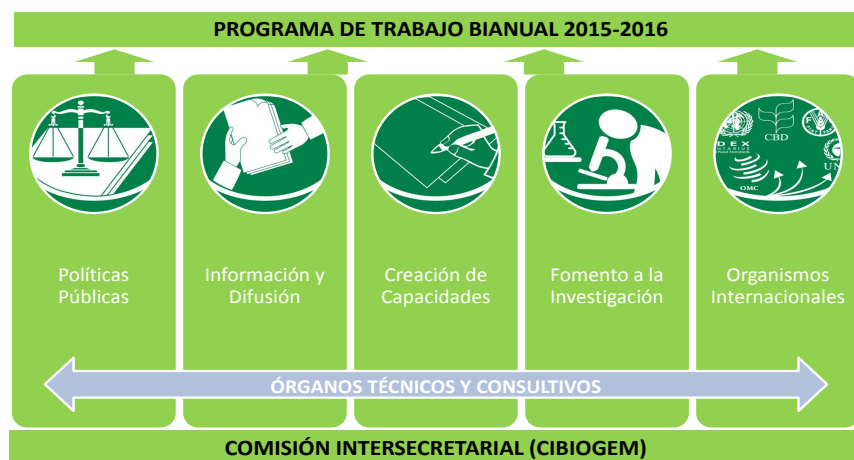 PROGRAMA DE TRABAJO BIANUAL 2015-2016
CBD
DEX
OMC
Políticas
Públicas
Información y
Difusión
Creación de
Capacidades
Fomento a la
Investigación
Organismos
Internacionales
ÓRGANOS TÉCNICOS Y CONSULTIVOS
COMISIÓN INTERSECRETARIAL (CIBIOGEM)